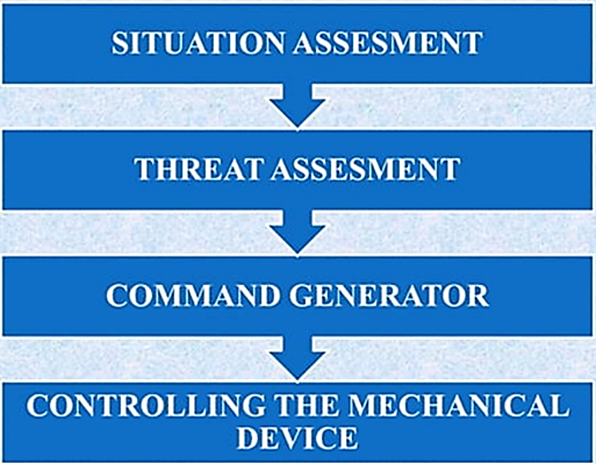 SITUATION ASSESMENT
THREAT ASSESMENT
COMMAND GENERATOR
CONTROLLING THE MECHANICAL
DEVICE